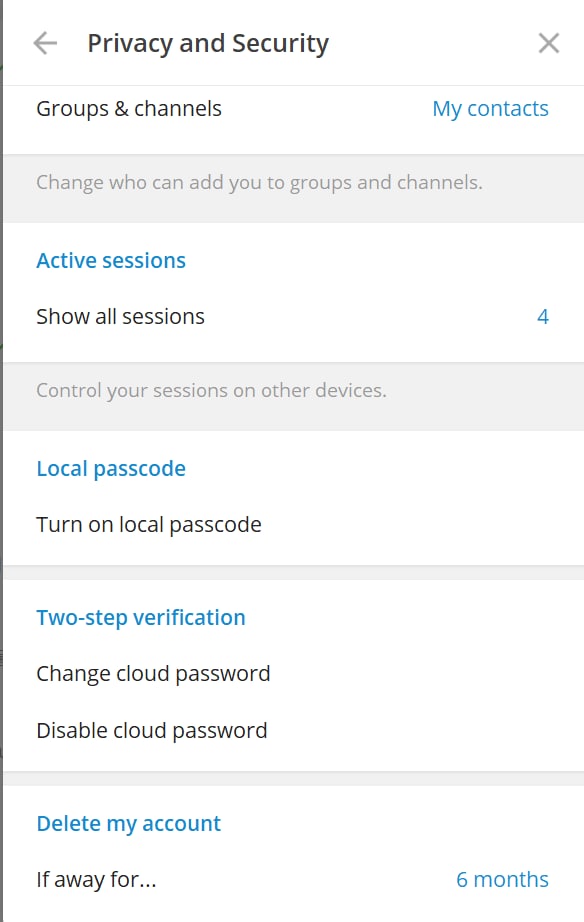 Privacy and Security
Groups & channels My contacts
Change who can add you to groups and channels.
Active sessions
Show all sessions 4
Control your sessions on other devices.
Local passcode
Turn on local passcode
Two-step verification
Change cloud password
Disable cloud password
Delete my account
If away for... 6 months